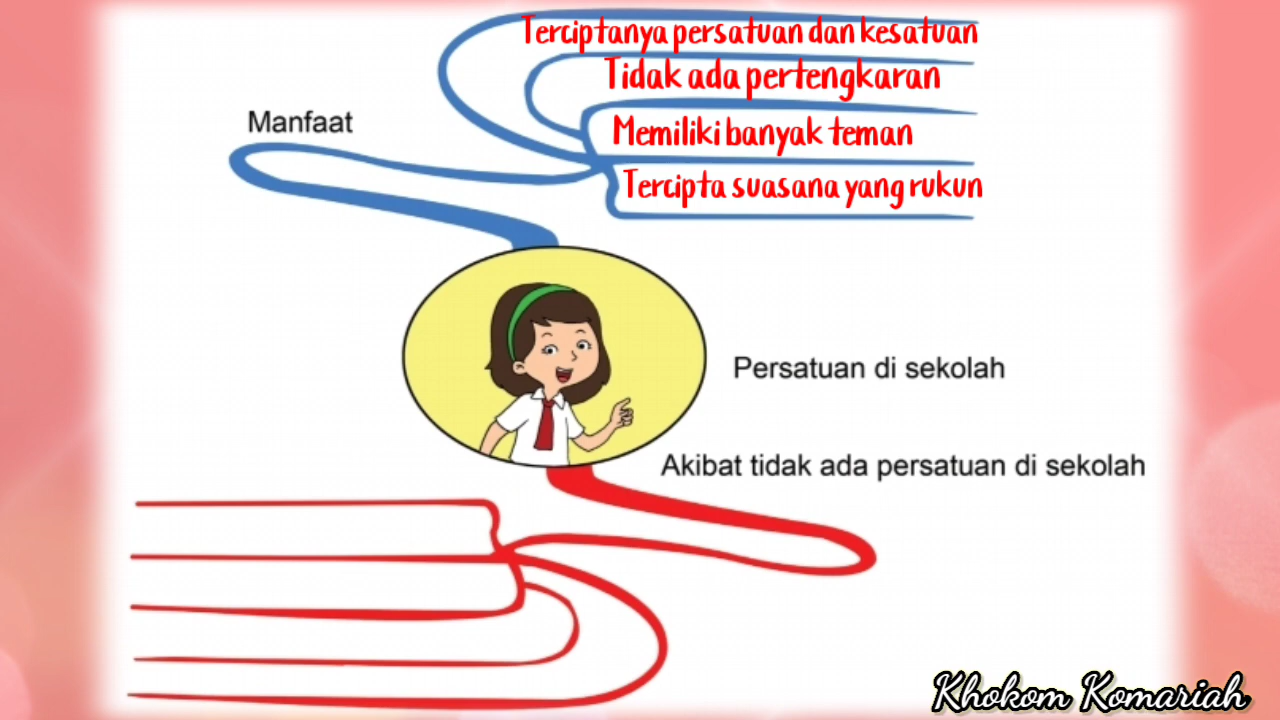 Terciptanya persatuan dan kesatuan
Tidak ada pertengkaran
Manfaat
Memiliki banyak teman
Tercipta suasana yang rukun
Persatuan di sekolah
Akibat tidak ada persatuan di sekolah
Khokom Komariah